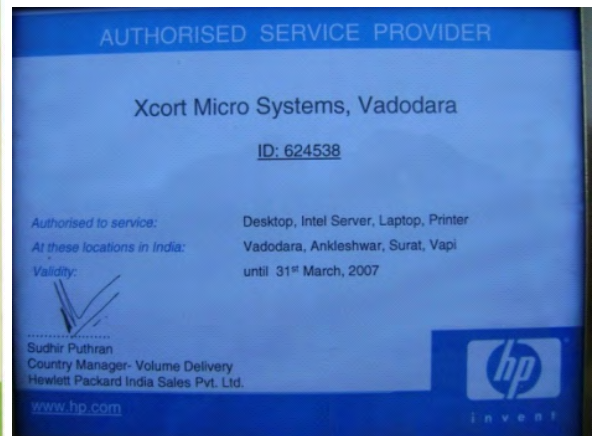 AUTHORISED SERVICE PROVIDER
Xcort Micro Systems, Vadodara
ID: 624538
Authorised to service: Desktop, Intel Server, Laptop, Printer
At these locations in India: Vadodara, Ankleshwar, Surat, Vapi
Validity: until 31st March, 2007
Sudhir Puthran
Country Manager- Volume Delivery
Hewlett Packard India Sales Pvt. Ltd.
www.hp.com
hp
invent